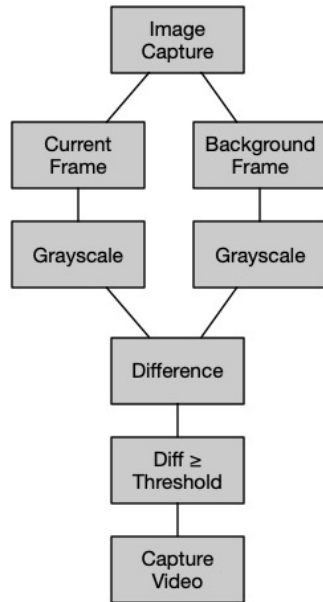 Image
Capture
Current
Frame
Background
Frame
Grayscale
Grayscale
Difference
Diff ≥
Threshold
Capture
Video